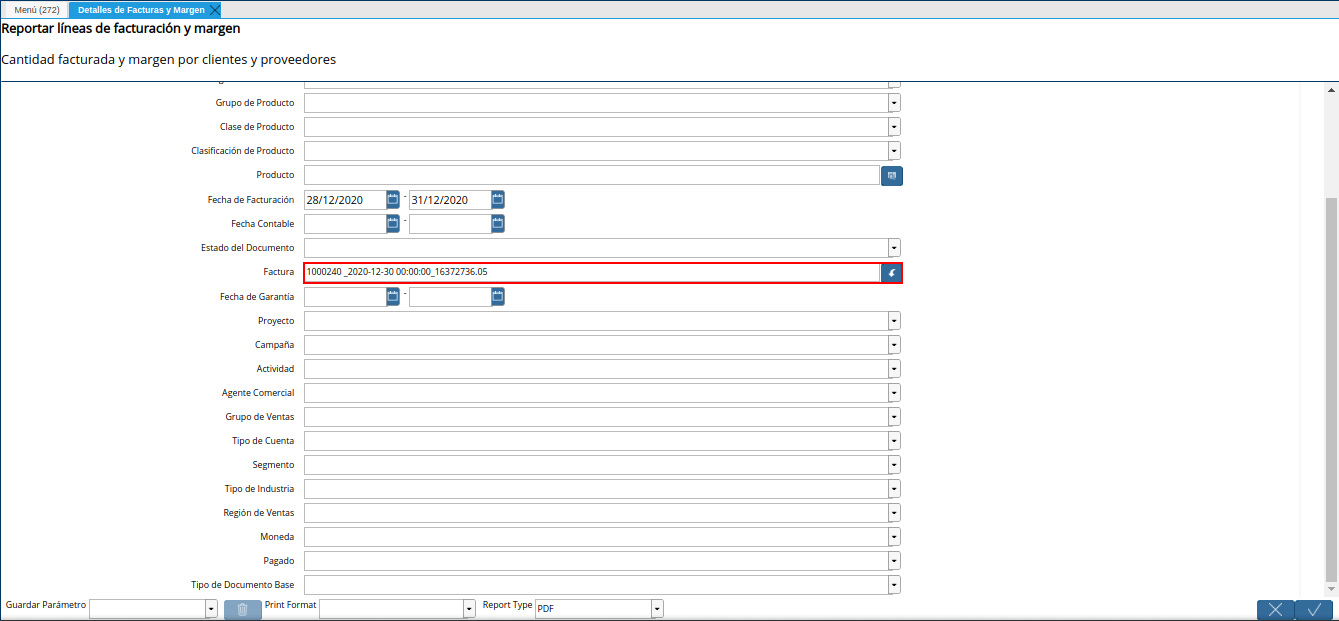 Menú (272) Detalles de Facturas y Margen
Reportar líneas de facturación y margen
Cantidad facturada y margen por clientes y proveedores
Grupo de Producto
Clase de Producto
Clasificación de Producto
Producto
Fecha de Facturación 28/12/2020 - 31/12/2020
Fecha Contable -
Estado del Documento
Factura 1000240 _2020-12-30 00:00:00_16372736.05
Fecha de Garantía -
Proyecto
Campaña
Actividad
Agente Comercial
Grupo de Ventas
Tipo de Cuenta
Segmento
Tipo de Industria
Región de Ventas
Moneda
Pagado
Tipo de Documento Base
Guardar Parámetro Print Format Report Type PDF